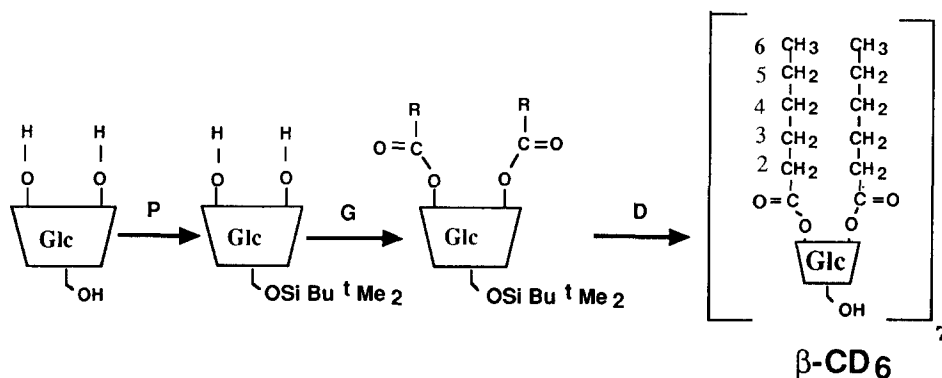 H H
O O
Glc
OH
P
H H
O O
Glc
OSi Bu t Me 2
G
R R
O = C C = O
O O
Glc
OSi Bu t Me 2
D
6 CH3 CH3
5 CH2 CH2
4 CH2 CH2
3 CH2 CH2
2 CH2 CH2
O = C C = O
O O
Glc
OH
7
β-CD6